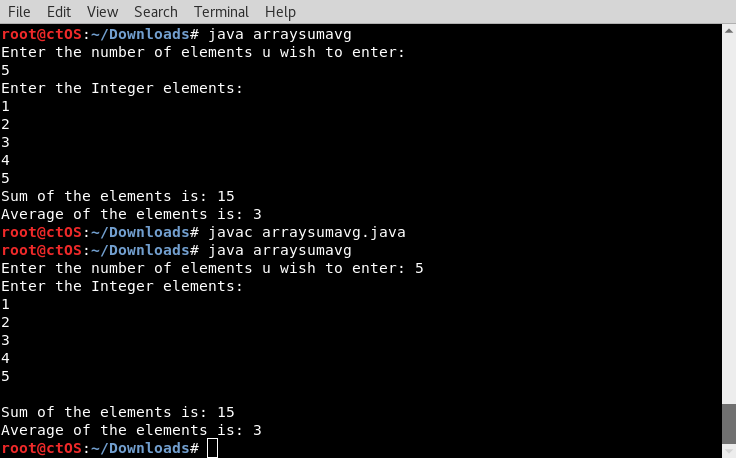 File Edit View Search Terminal Help
root@ctOS:~/Downloads# java arraysumavg
Enter the number of elements u wish to enter:
5
Enter the Integer elements:
1
2
3
4
5
Sum of the elements is: 15
Average of the elements is: 3
root@ctOS:~/Downloads# javac arraysumavg.java
root@ctOS:~/Downloads# java arraysumavg
Enter the number of elements u wish to enter: 5
Enter the Integer elements:
1
2
3
4
5
Sum of the elements is: 15
Average of the elements is: 3
root@ctOS:~/Downloads#